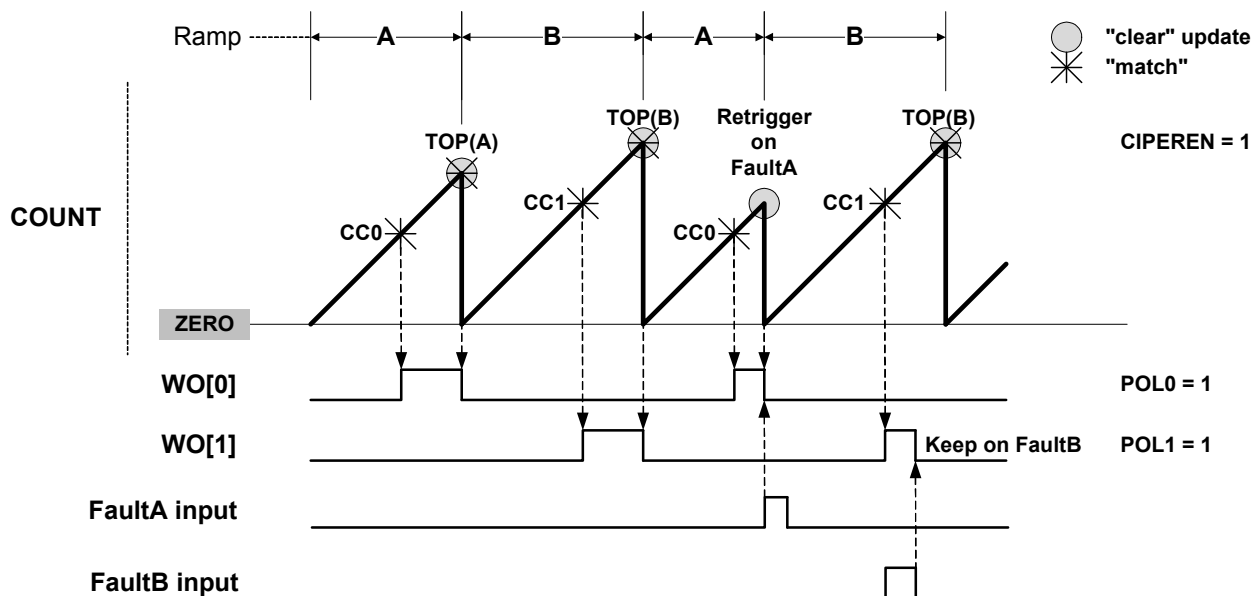 Ramp A B A B
"clear" update
"match"
TOP(A)
TOP(B)
Retrigger
on
FaultA
TOP(B)
CIPEREN = 1
COUNT
CC0
CC1
CC0
CC1
ZERO
WO[0]
POL0 = 1
WO[1]
Keep on FaultB
POL1 = 1
FaultA input
FaultB input